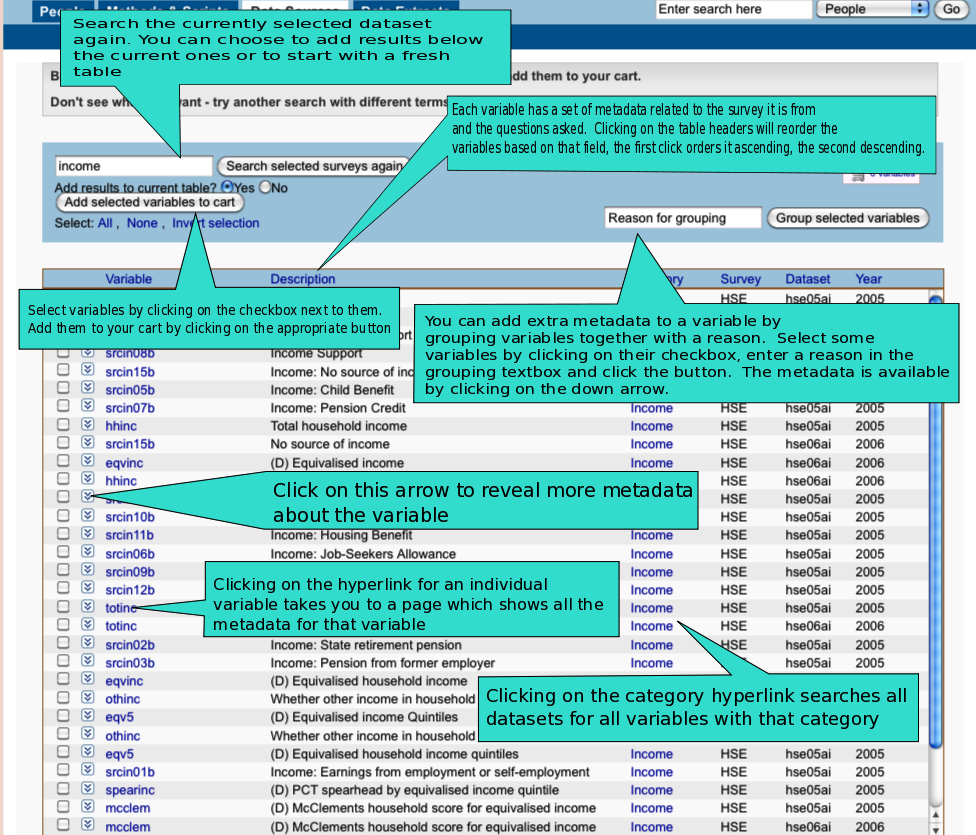 Methods & Scripts
Data Sources
Data Extracts
Enter search here
People
Go
Search the currently selected dataset
again. You can choose to add results below
the current ones or to start with a fresh
table
dd them to your cart.
Don't see
ant - try another search with different terms
Each variable has a set of metadata related to the survey it is from
and the questions asked. Clicking on the table headers will reorder the
variables based on that field, the first click orders it ascending, the second descending.
income
Search selected surveys again
Add results to current table? Yes No
Add selected variables to cart
Select: All , None , Invert selection
variables
Reason for grouping
Group selected variables
Variable Description Survey Dataset Year
HSE hse05ai 2005
Select variables by clicking on the checkbox next to them.
Add them to your cart by clicking on the appropriate button
You can add extra metadata to a variable by
grouping variables together with a reason. Select some
variables by clicking on their checkbox, enter a reason in the
grouping textbox and click the button. The metadata is available
by clicking on the down arrow.
srcin08b Income Support
srcin15b Income: No source of inc
srcin05b Income: Child Benefit
srcin07b Income: Pension Credit Income HSE hse05ai 2005
hhinc Total household income Income HSE hse05ai 2005
srcin15b No source of income Income HSE hse06ai 2006
eqvinc (D) Equivalised income Income HSE hse06ai 2006
hhinc HSE hse06ai 2006
Click on this arrow to reveal more metadata
about the variable
HSE hse05ai 2005
srcin10b HSE hse05ai 2005
srcin11b Income: Housing Benefit Income HSE hse05ai 2005
srcin06b Income: Job-Seekers Allowance Income HSE hse05ai 2005
srcin09b Income HSE hse05ai 2005
srcin12b Income HSE hse05ai 2005
Clicking on the hyperlink for an individual
variable takes you to a page which shows all the
metadata for that variable
totinc Income HSE hse05ai 2005
totinc Income HSE hse06ai 2006
srcin02b Income: State retirement pension Income HSE hse05ai 2005
srcin03b Income: Pension from former employer Income HSE hse05ai 2005
eqvinc (D) Equivalised household income
othinc Whether other income in household
eqv5 (D) Equivalised income Quintiles
othinc Whether other income in household
Clicking on the category hyperlink searches all
datasets for all variables with that category
eqv5 (D) Equivalised household income quintiles Income HSE hse05ai 2005
srcin01b Income: Earnings from employment or self-employment Income HSE hse05ai 2005
spearinc (D) PCT spearhead by equivalised income quintile Income HSE hse05ai 2005
mcclem (D) McClements household score for equivalised income Income HSE hse05ai 2005
mcclem (D) McClements household score for equivalised income Income HSE hse06ai 2006